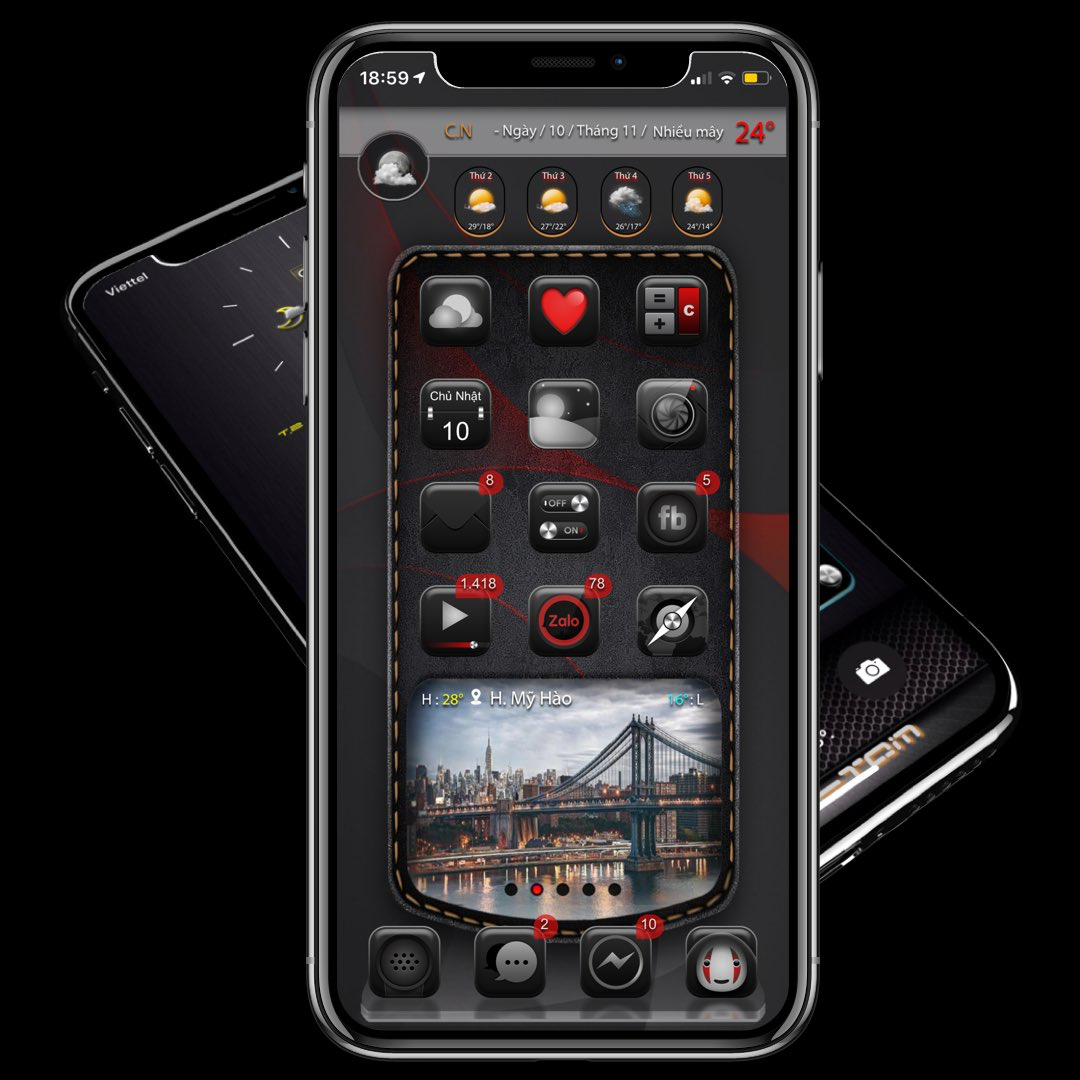 18:59
C.N - Ngày / 10 / Tháng 11 / Nhiều mây 24°
Thứ 2 Thứ 3 Thứ 4 Thứ 5
29°/18° 27°/22° 26°/17° 24°/14°
Viettel
= C
+
Chủ Nhật
10
8
5
OFF
ON
fb
1.418
78
Zalo
H : 28° H. Mỹ Hào 16° : L
2
10